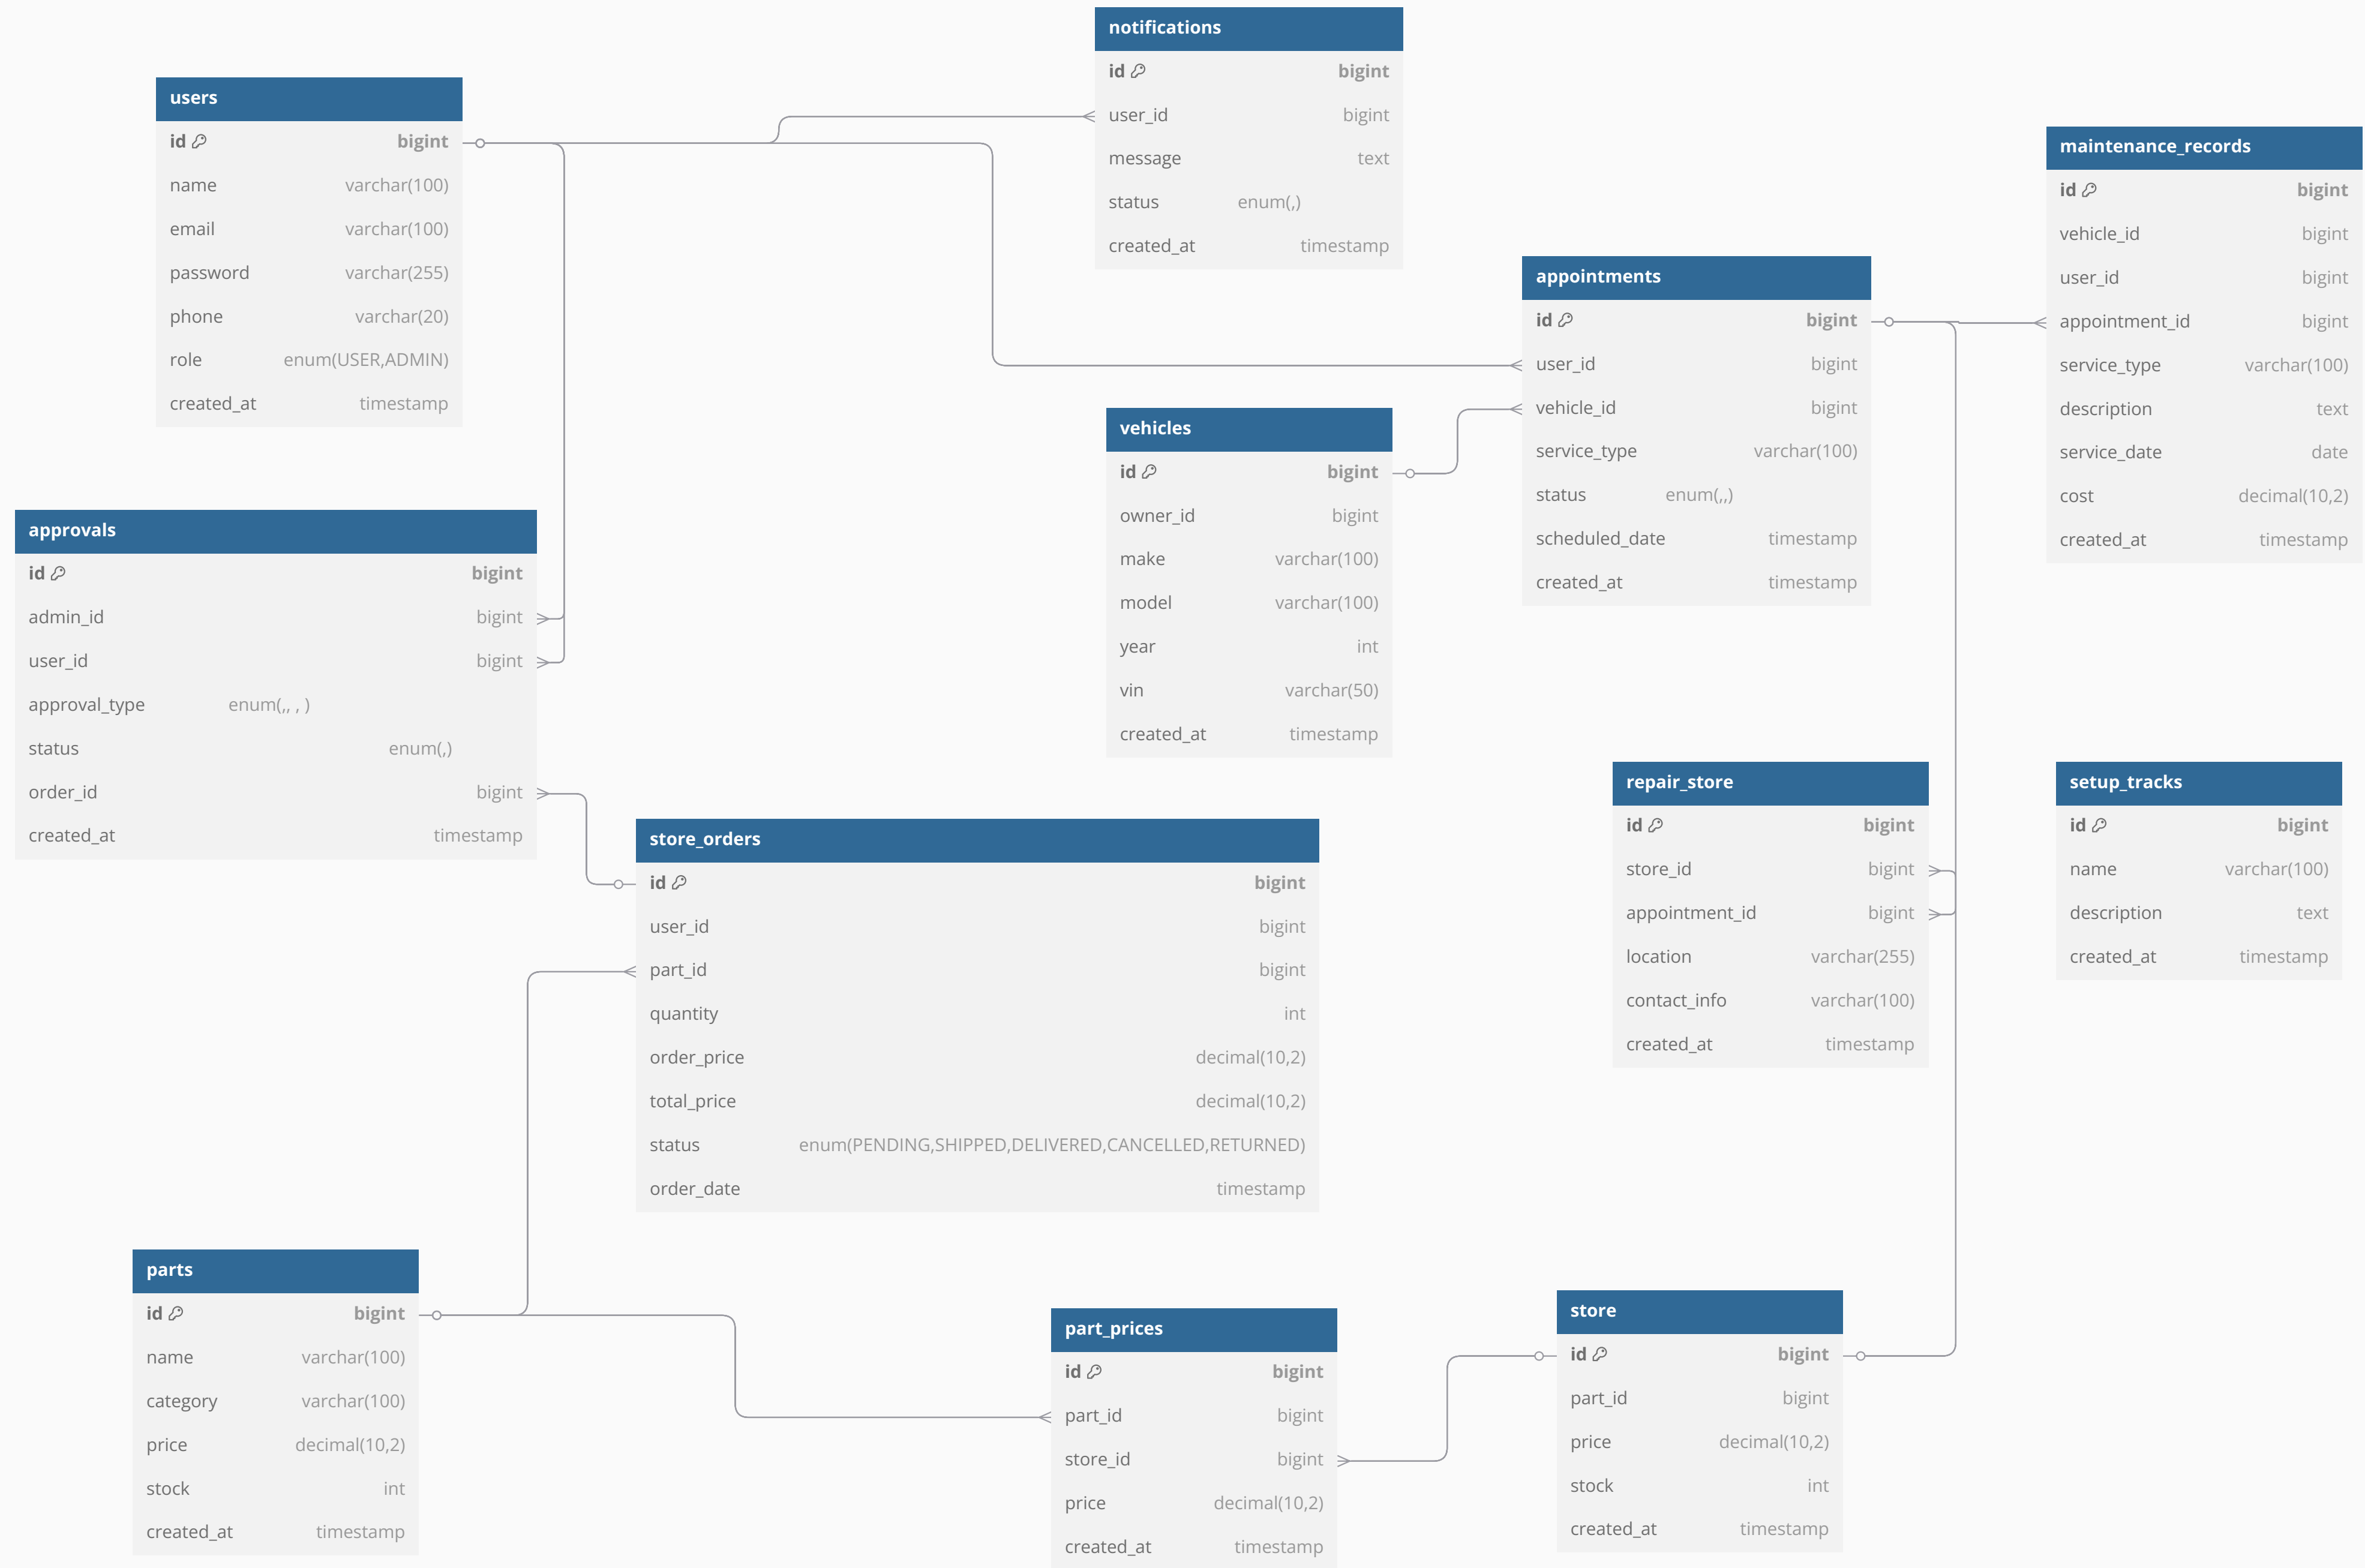 notifications
id bigint
user_id bigint
message text
status enum(,)
created_at timestamp
users
id bigint
name varchar(100)
email varchar(100)
password varchar(255)
phone varchar(20)
role enum(USER,ADMIN)
created_at timestamp
maintenance_records
id bigint
vehicle_id bigint
user_id bigint
appointment_id bigint
service_type varchar(100)
description text
service_date date
cost decimal(10,2)
created_at timestamp
appointments
id bigint
user_id bigint
vehicle_id bigint
service_type varchar(100)
status enum(,,)
scheduled_date timestamp
created_at timestamp
vehicles
id bigint
owner_id bigint
make varchar(100)
model varchar(100)
year int
vin varchar(50)
created_at timestamp
approvals
id bigint
admin_id bigint
user_id bigint
approval_type enum(,, , )
status enum(,)
order_id bigint
created_at timestamp
repair_store
id bigint
store_id bigint
appointment_id bigint
location varchar(255)
contact_info varchar(100)
created_at timestamp
setup_tracks
id bigint
name varchar(100)
description text
created_at timestamp
store_orders
id bigint
user_id bigint
part_id bigint
quantity int
order_price decimal(10,2)
total_price decimal(10,2)
status enum(PENDING,SHIPPED,DELIVERED,CANCELLED,RETURNED)
order_date timestamp
parts
id bigint
name varchar(100)
category varchar(100)
price decimal(10,2)
stock int
created_at timestamp
part_prices
id bigint
part_id bigint
store_id bigint
price decimal(10,2)
created_at timestamp
store
id bigint
part_id bigint
price decimal(10,2)
stock int
created_at timestamp